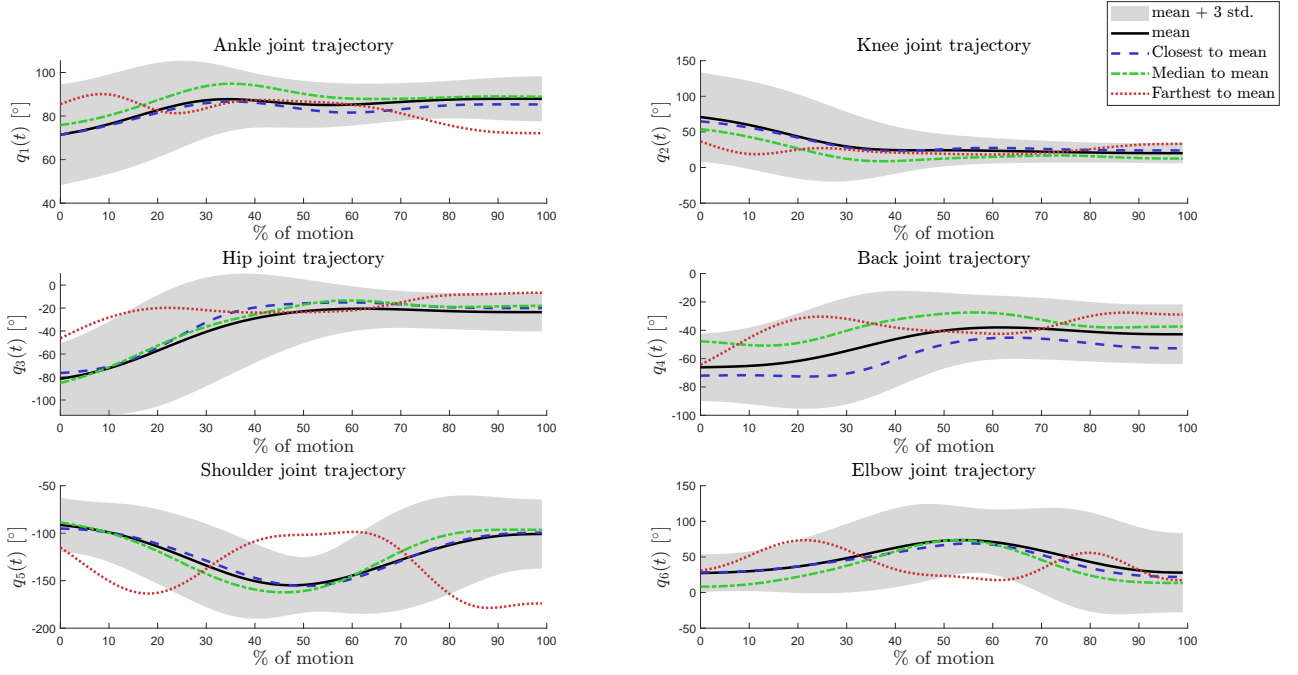 mean + 3 std.
mean
Closest to mean
Median to mean
Farthest to mean
Ankle joint trajectory
q1(t) [°]
100
80
60
40
0 10 20 30 40 50 60 70 80 90 100
% of motion
Knee joint trajectory
q2(t) [°]
150
100
50
0
-50
0 10 20 30 40 50 60 70 80 90 100
% of motion
Hip joint trajectory
q3(t) [°]
0
-20
-40
-60
-80
-100
0 10 20 30 40 50 60 70 80 90 100
% of motion
Back joint trajectory
q4(t) [°]
0
-20
-40
-60
-80
-100
0 10 20 30 40 50 60 70 80 90 100
% of motion
Shoulder joint trajectory
q5(t) [°]
-50
-100
-150
-200
0 10 20 30 40 50 60 70 80 90 100
% of motion
Elbow joint trajectory
q6(t) [°]
150
100
50
0
-50
0 10 20 30 40 50 60 70 80 90 100
% of motion